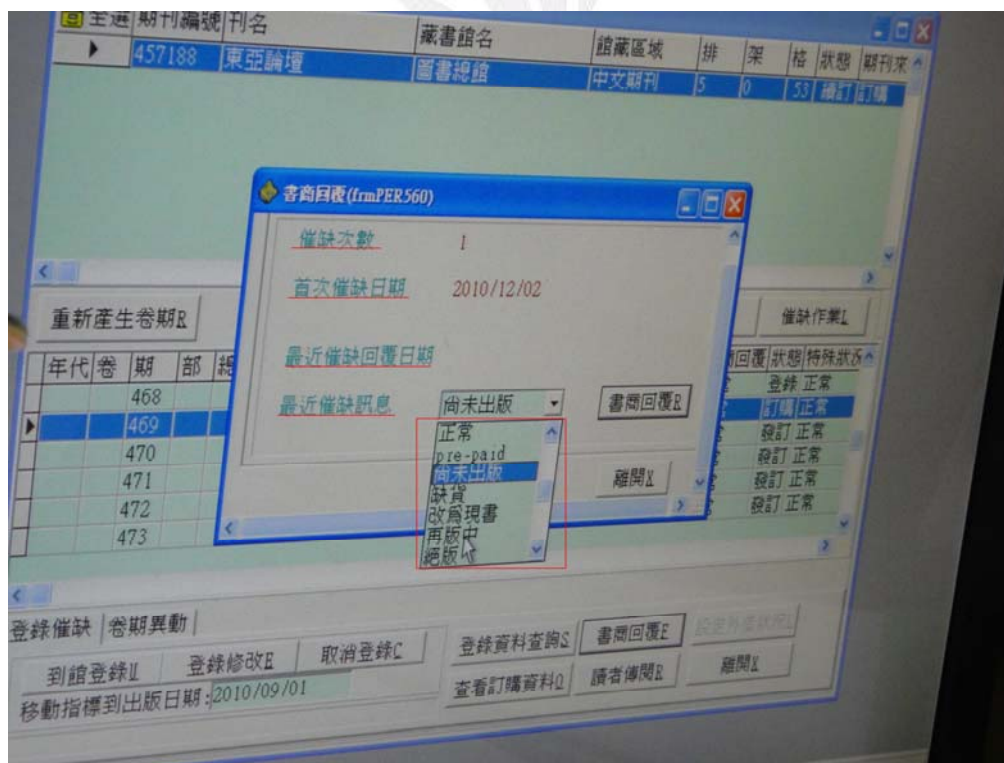 全選 期刊編號 刊名 藏書館名 館藏區域 排 架 格 狀態 期刊來
457188 東亞論壇 圖書總館 中文期刊 5 0 53 續訂 訂購
書商回覆(frmPER560)
催缺次數 1
首次催缺日期 2010/12/02
最近催缺回覆日期
最近催缺訊息 尚未出版 書商回覆R
正常
pre-paid
尚未出版
缺貨
改為現書
再版中
絕版
離開X
重新產生卷期R 催缺作業L
年代 卷 期 部 總 回覆 狀態 特殊狀況
468 登錄 正常
469 訂購 正常
470 發訂 正常
471 發訂 正常
472 發訂 正常
473
登錄催缺 卷期異動
到館登錄U 登錄修改E 取消登錄C 登錄資料查詢S 書商回覆E
移動指標到出版日期:2010/09/01 查看訂購資料Q 讀者傳閱R 離開X